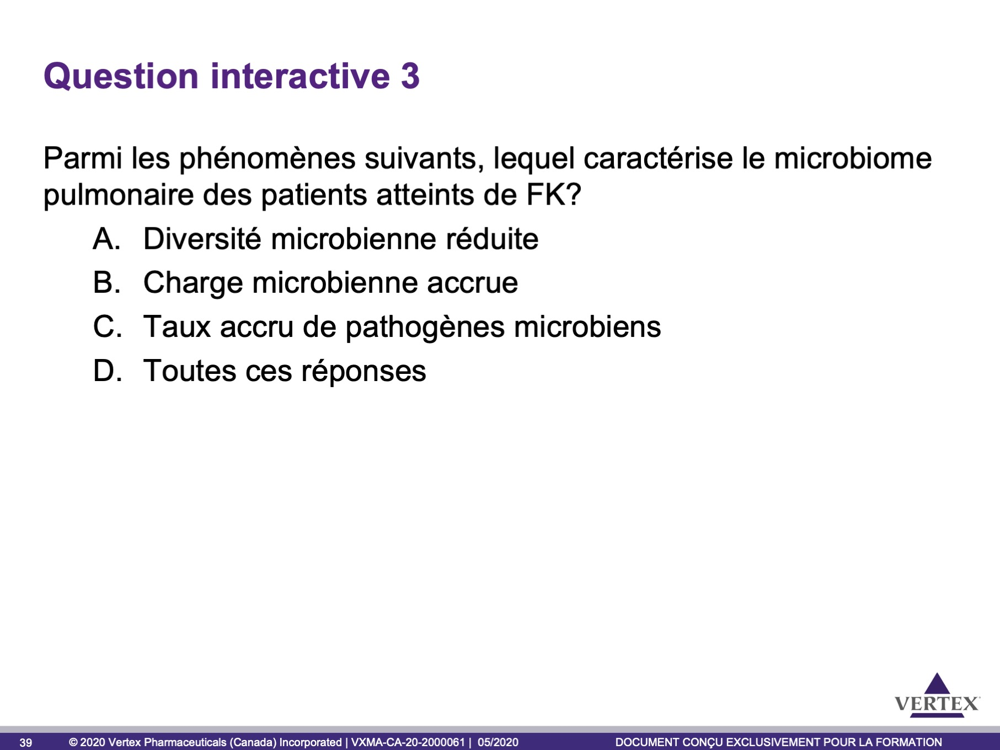 Question interactive 3
Parmi les phénomènes suivants, lequel caractérise le microbiome
pulmonaire des patients atteints de FK?
A. Diversité microbienne réduite
B. Charge microbienne accrue
C. Taux accru de pathogènes microbiens
D. Toutes ces réponses
VERTEX
39 © 2020 Vertex Pharmaceuticals (Canada) Incorporated | VXMA-CA-20-2000061 | 05/2020 DOCUMENT CONÇU EXCLUSIVEMENT POUR LA FORMATION